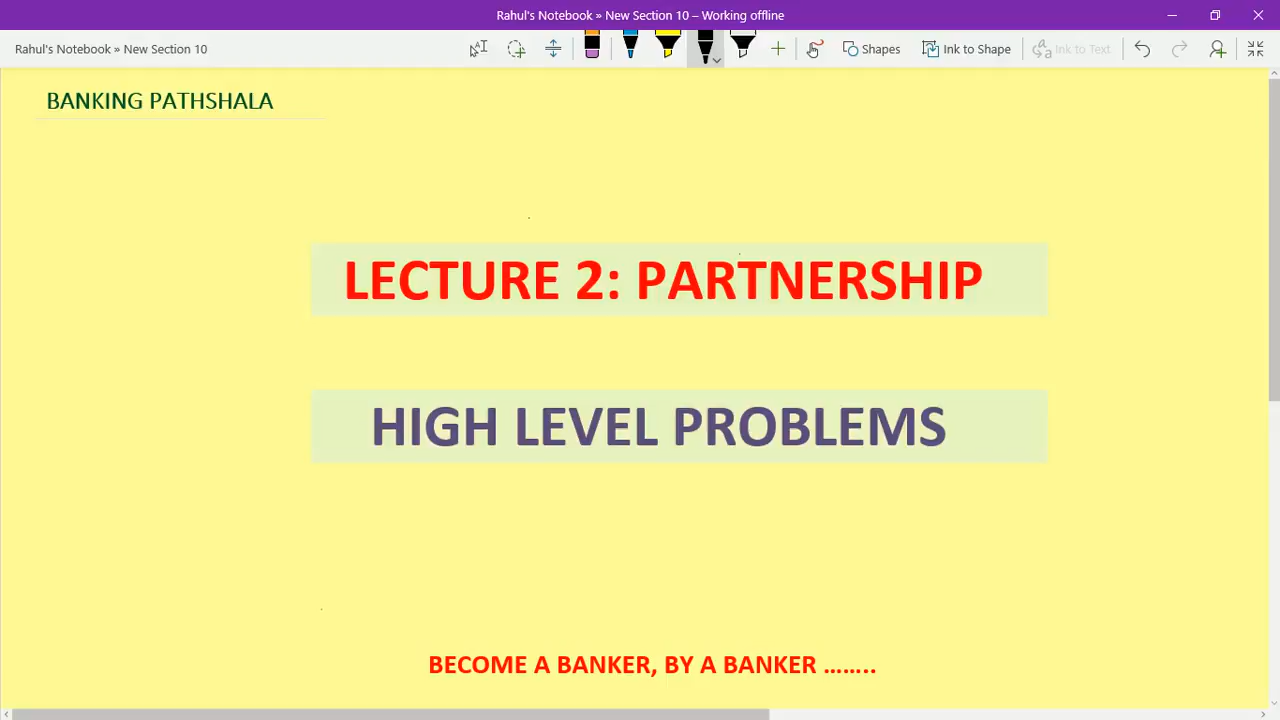 Rahul's Notebook » New Section 10 – Working offline
Rahul's Notebook » New Section 10
Shapes
Ink to Shape
Ink to Text
BANKING PATHSHALA
LECTURE 2: PARTNERSHIP
HIGH LEVEL PROBLEMS
BECOME A BANKER, BY A BANKER ........